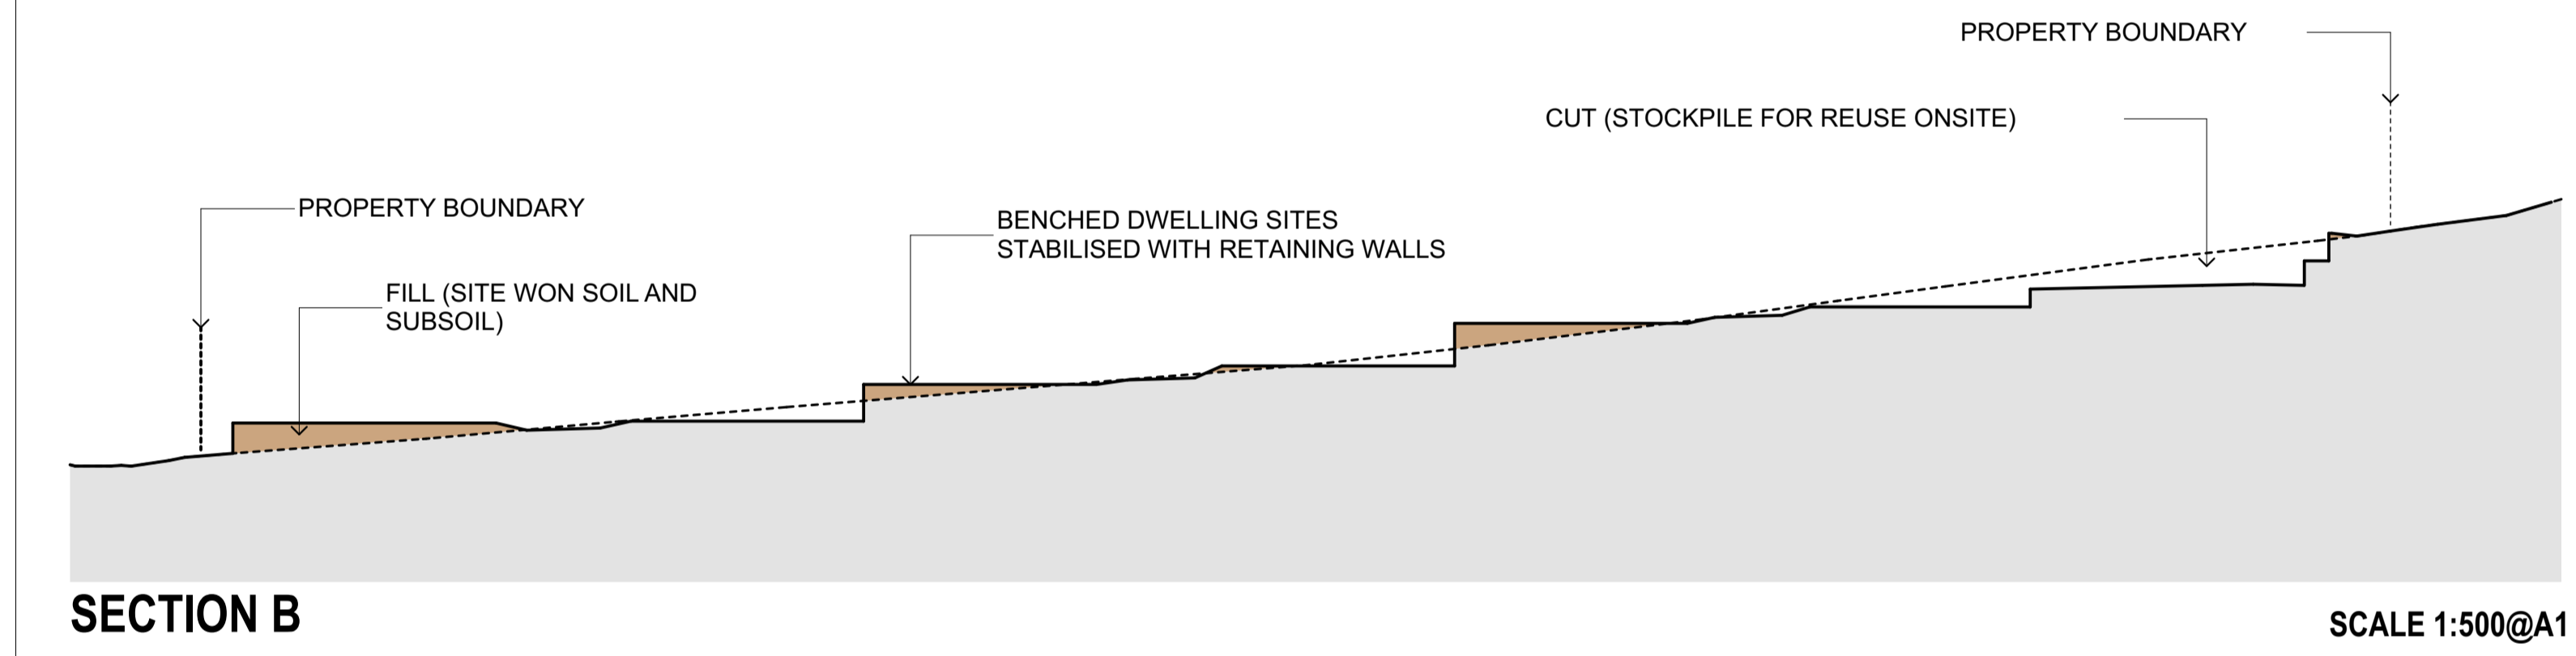 PROPERTY BOUNDARY
CUT (STOCKPILE FOR REUSE ONSITE)
PROPERTY BOUNDARY
BENCHED DWELLING SITES
STABILISED WITH RETAINING WALLS
FILL (SITE WON SOIL AND
SUBSOIL)
SECTION B
SCALE 1:500@A1